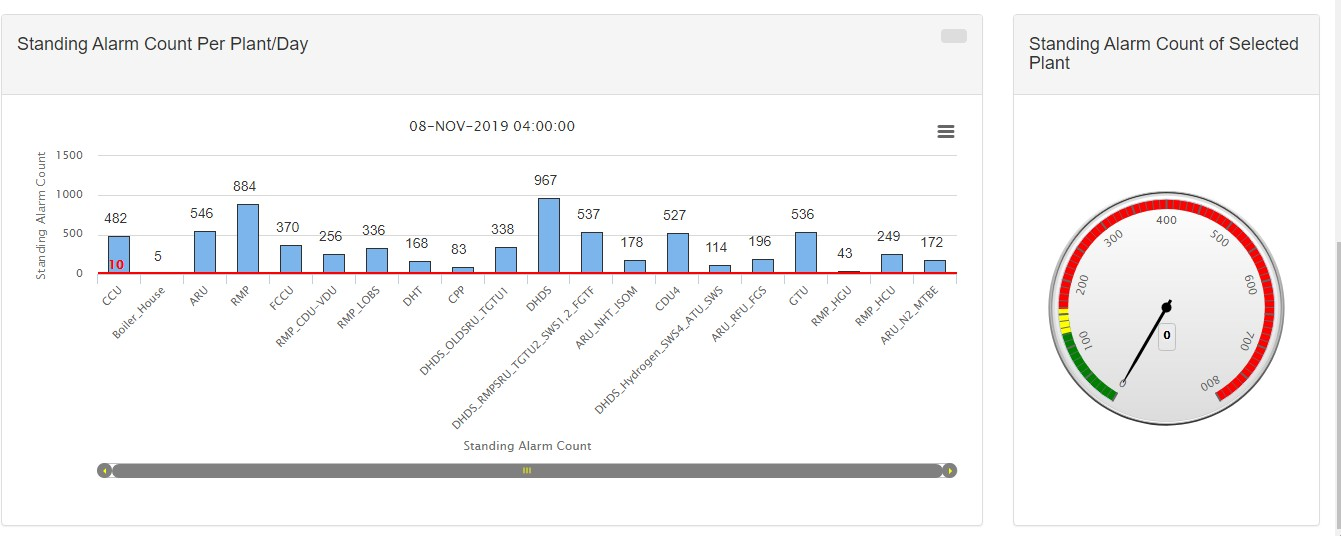 Standing Alarm Count Per Plant/Day
08-NOV-2019 04:00:00
Standing Alarm Count
1500
1000
500
0
482
5
546
884
370
256
336
168
83
338
967
537
178
527
114
196
536
43
249
172
10
CCU
Boiler_House
ARU
RMP
FCCU
RMP_CDU-VDU
RMP_LOBS
DHT
CPP
DHDS_OLDSRU_TGTU1
DHDS
DHDS_RMPSRU_TGTU2_SWS1,2_FGTF
ARU_NHT_ISOM
CDU4
DHDS_Hydrogen_SWS4_ATU_SWS
ARU_RFU_FGS
GTU
RMP_HGU
RMP_HCU
ARU_N2_MTBE
Standing Alarm Count
Standing Alarm Count of Selected
Plant
0
100
200
300
400
500
600
700
800
0